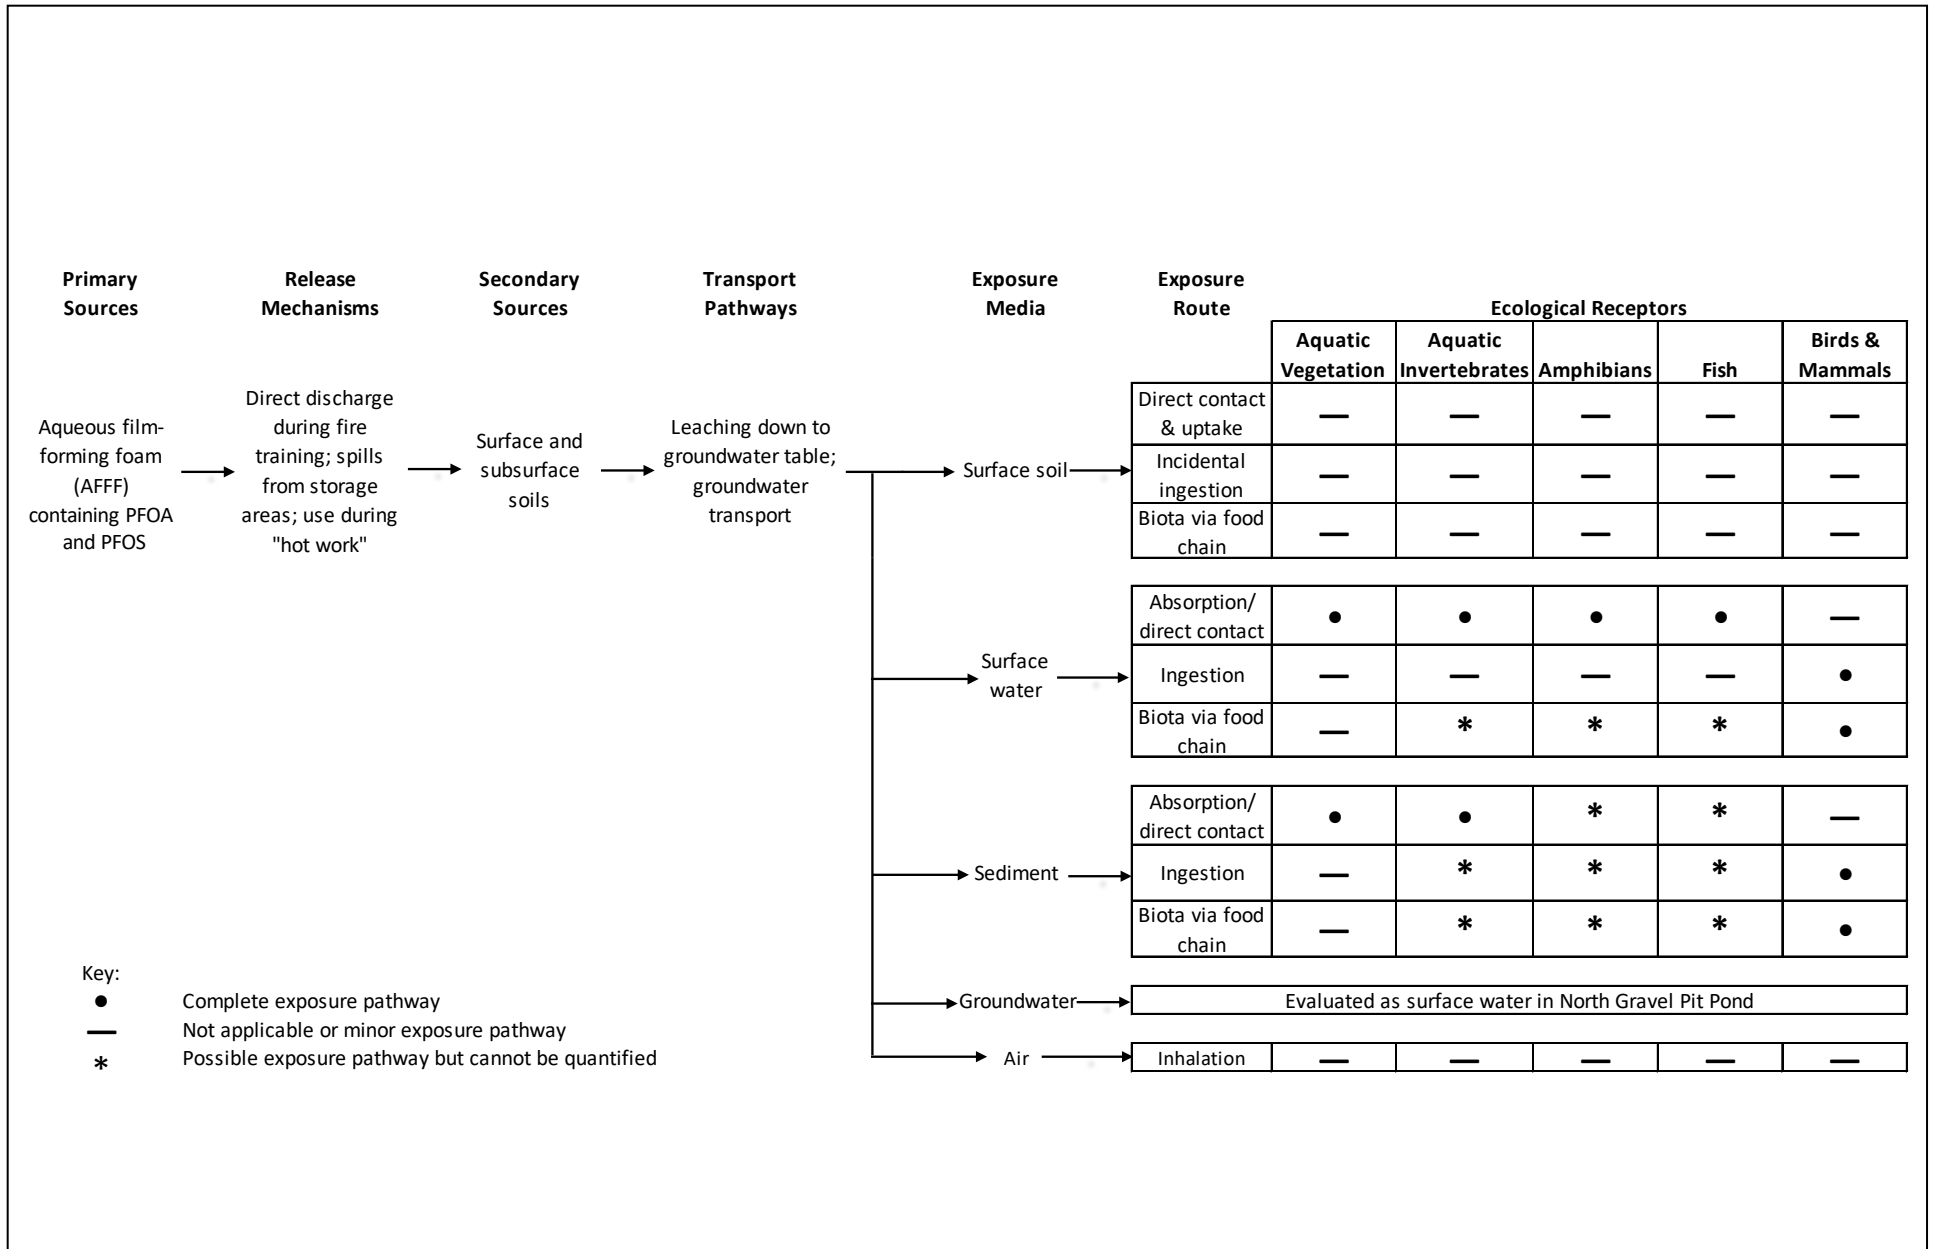 Primary
Sources
Release
Mechanisms
Secondary
Sources
Transport
Pathways
Exposure
Media
Exposure
Route
Ecological Receptors
Aquatic
Vegetation
Aquatic
Invertebrates
Amphibians
Fish
Birds &
Mammals
Aqueous film-
forming foam
(AFFF)
containing PFOA
and PFOS
Direct discharge
during fire
training; spills
from storage
areas; use during
"hot work"
Surface and
subsurface
soils
Leaching down to
groundwater table;
groundwater
transport
Surface soil
Direct contact
& uptake
— — — — —
Incidental
ingestion
— — — — —
Biota via food
chain
— — — — —
Surface
water
Absorption/
direct contact
● ● ● ● —
Ingestion
— — — — ●
Biota via food
chain
— * * * ●
Sediment
Absorption/
direct contact
● ● * * —
Ingestion
— * * * ●
Biota via food
chain
— * * * ●
Groundwater
Evaluated as surface water in North Gravel Pit Pond
Air
Inhalation
— — — — —
Key:
● Complete exposure pathway
— Not applicable or minor exposure pathway
* Possible exposure pathway but cannot be quantified